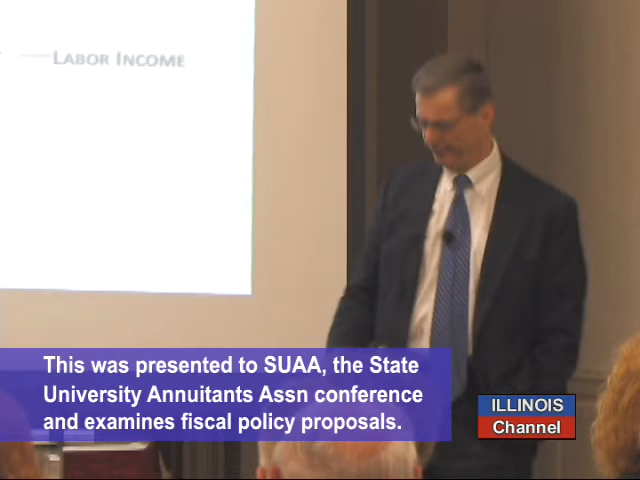 LABOR INCOME
This was presented to SUAA, the State
University Annuitants Assn conference
and examines fiscal policy proposals.
ILLINOIS
Channel